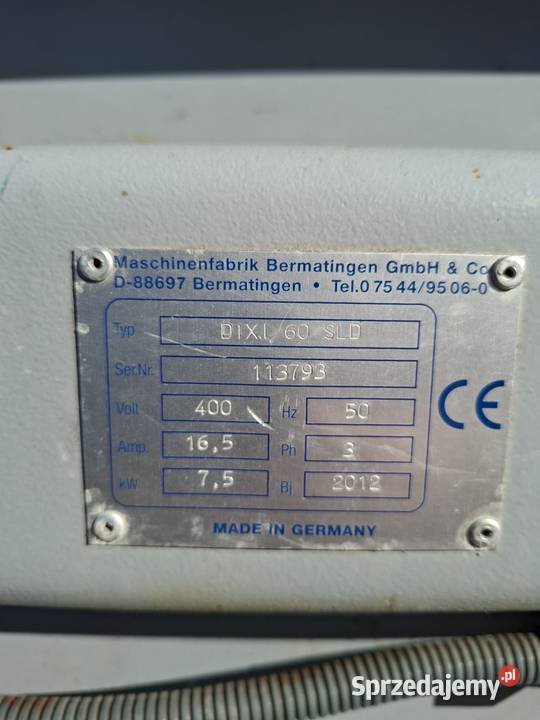 Maschinenfabrik Bermatingen GmbH & Co
D-88697 Bermatingen • Tel.0 75 44/95 06-0
Typ DIX.I 60 SLD
Ser.Nr. 113793
Volt 400 Hz 50
Amp. 16,5 Ph 3
kW 7,5 Bj 2012
CE
MADE IN GERMANY
Sprzedajemy.pl